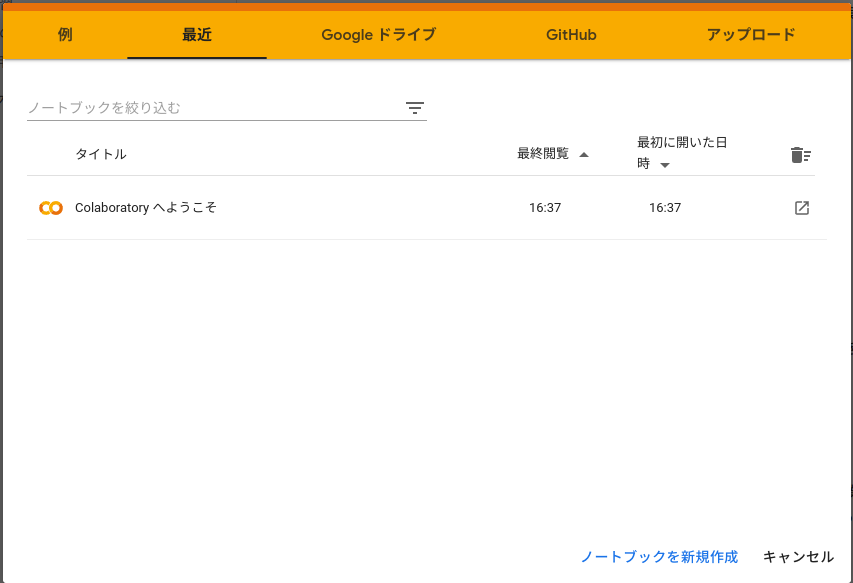 例 最近 Google ドライブ GitHub アップロード
ノートブックを絞り込む
タイトル 最終閲覧 最初に開いた日
時
Colaboratory へようこそ 16:37 16:37
ノートブックを新規作成 キャンセル